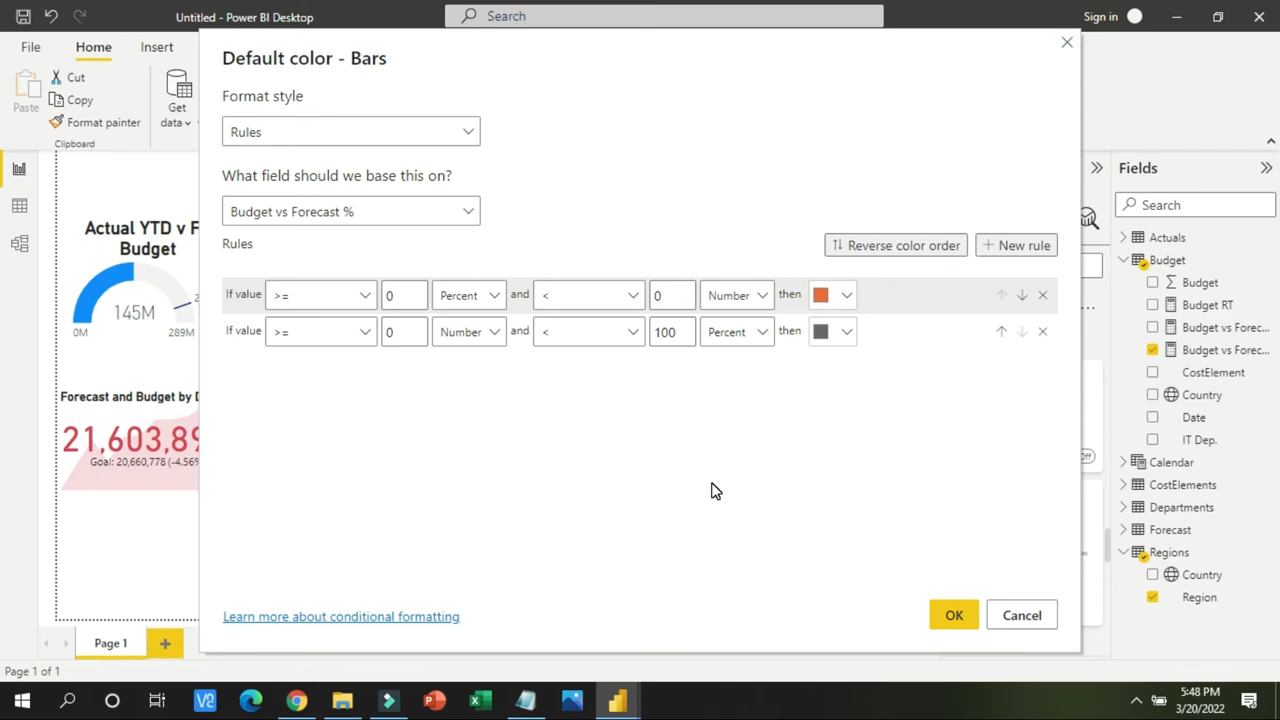 Untitled - Power BI Desktop
Search
Sign in
File
Home
Insert
Paste
Cut
Copy
Format painter
Clipboard
Get
data
Default color - Bars
Format style
Rules
What field should we base this on?
Budget vs Forecast %
Rules
Reverse color order
New rule
If value >= 0 Percent and < 0 Number then
If value >= 0 Number and < 100 Percent then
Learn more about conditional formatting
OK
Cancel
Actual YTD v F
Budget
145M
0M
289M
Forecast and Budget by D
21,603,89
Goal: 20,660,778 (-4.56%
Off
Fields
Search
Actuals
Budget
Budget
Budget RT
Budget vs Forec...
Budget vs Forec...
CostElement
Country
Date
IT Dep.
Calendar
CostElements
Departments
Forecast
Regions
Country
Region
Page 1
Page 1 of 1
5:48 PM
3/20/2022